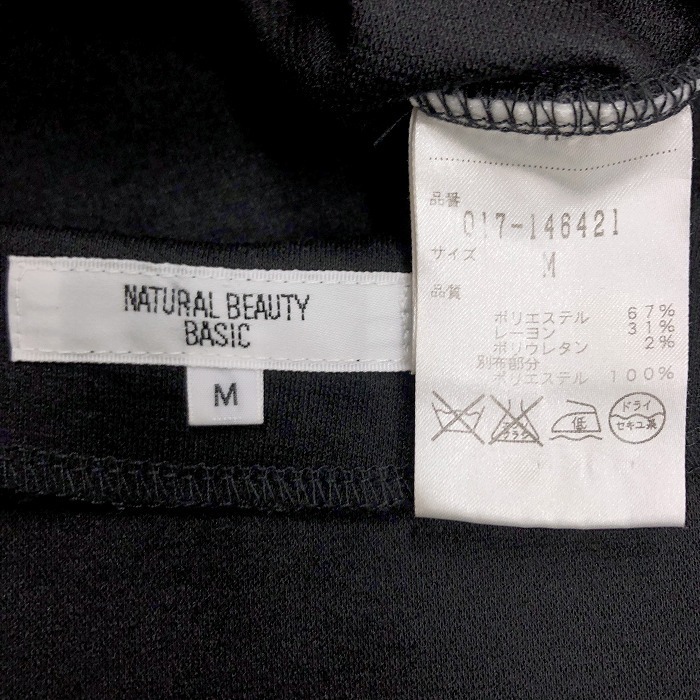 NATURAL BEAUTY
BASIC
M
品番
017-146421
サイズ
M
品質
ポリエステル 67%
レーヨン 31%
ポリウレタン 2%
別布部分
ポリエステル 100%
低
ドライ
セキユ系